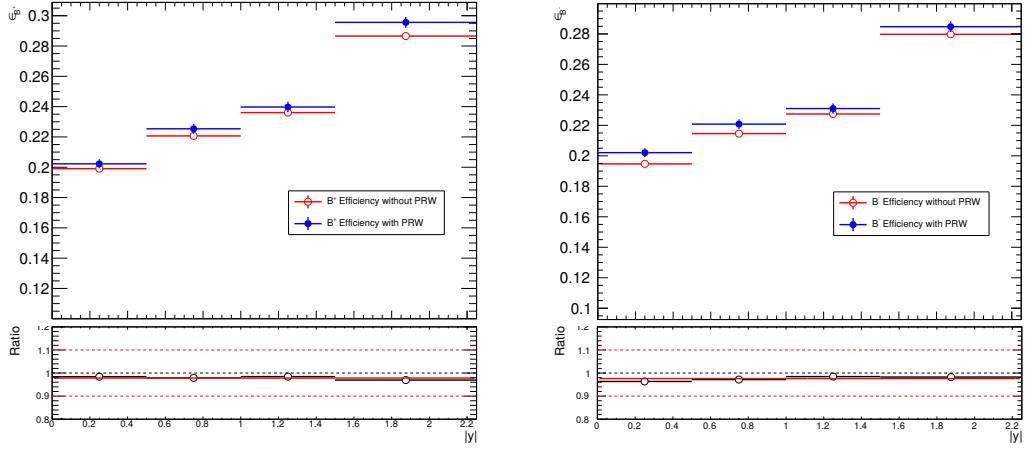 ϵB+
0.3
0.28
0.26
0.24
0.22
0.2
0.18
0.16
0.14
0.12
B+ Efficiency without PRW
B+ Efficiency with PRW
Ratio
1.2
1.1
1
0.9
0.8
0 0.2 0.4 0.6 0.8 1 1.2 1.4 1.6 1.8 2 2.2
|y|
ϵB-
0.28
0.26
0.24
0.22
0.2
0.18
0.16
0.14
0.12
0.1
B- Efficiency without PRW
B- Efficiency with PRW
Ratio
1.2
1.1
1
0.9
0.8
0 0.2 0.4 0.6 0.8 1 1.2 1.4 1.6 1.8 2 2.2
|y|